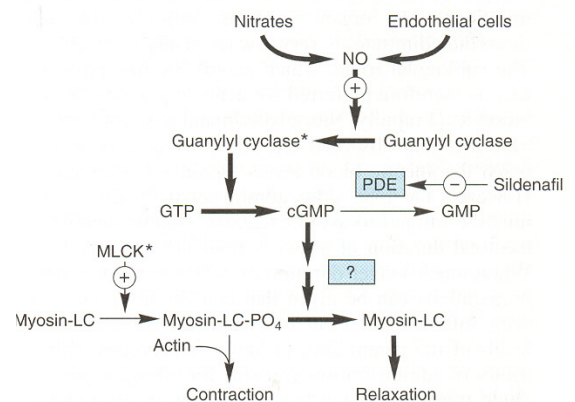 Nitrates Endothelial cells
NO
+
Guanylyl cyclase* Guanylyl cyclase
PDE − Sildenafil
GTP cGMP GMP
MLCK*
+
?
Myosin-LC Myosin-LC-PO4 Myosin-LC
Actin
Contraction Relaxation